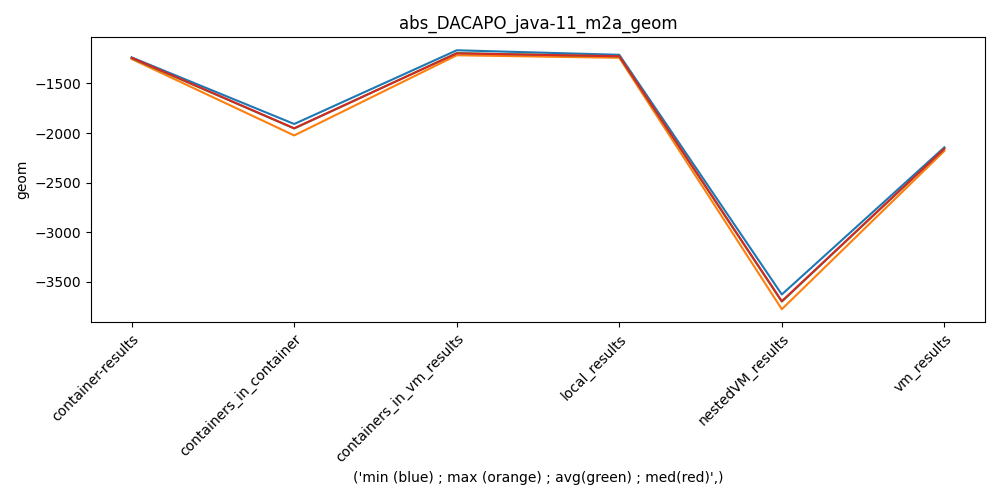 abs_DACAPO_java-11_m2a_geom
geom
−1500
−2000
−2500
−3000
−3500
container-results
containers_in_container
containers_in_vm_results
local_results
nestedVM_results
vm_results
('min (blue) ; max (orange) ; avg(green) ; med(red)',)